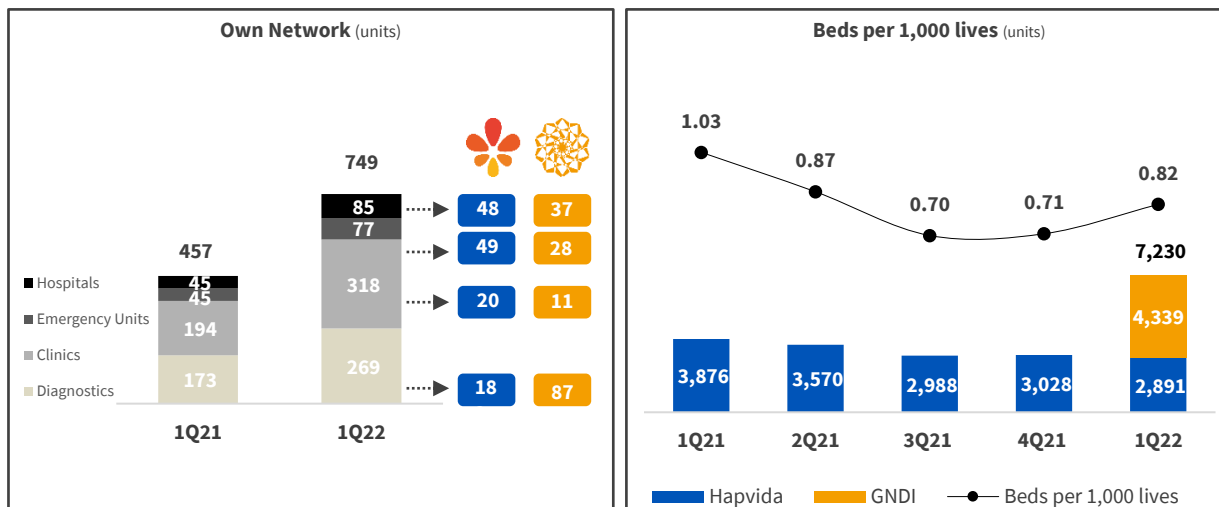 Own Network (units)
749
85 48 37
77 49 28
457
Hospitals 45
Emergency Units 45
318 20 11
Clinics 194
269 18 87
Diagnostics 173
1Q21 1Q22
Beds per 1,000 lives (units)
1.03
0.87
0.70
0.71
0.82
7,230
4,339
3,876 3,570 2,988 3,028 2,891
1Q21 2Q21 3Q21 4Q21 1Q22
Hapvida GNDI Beds per 1,000 lives